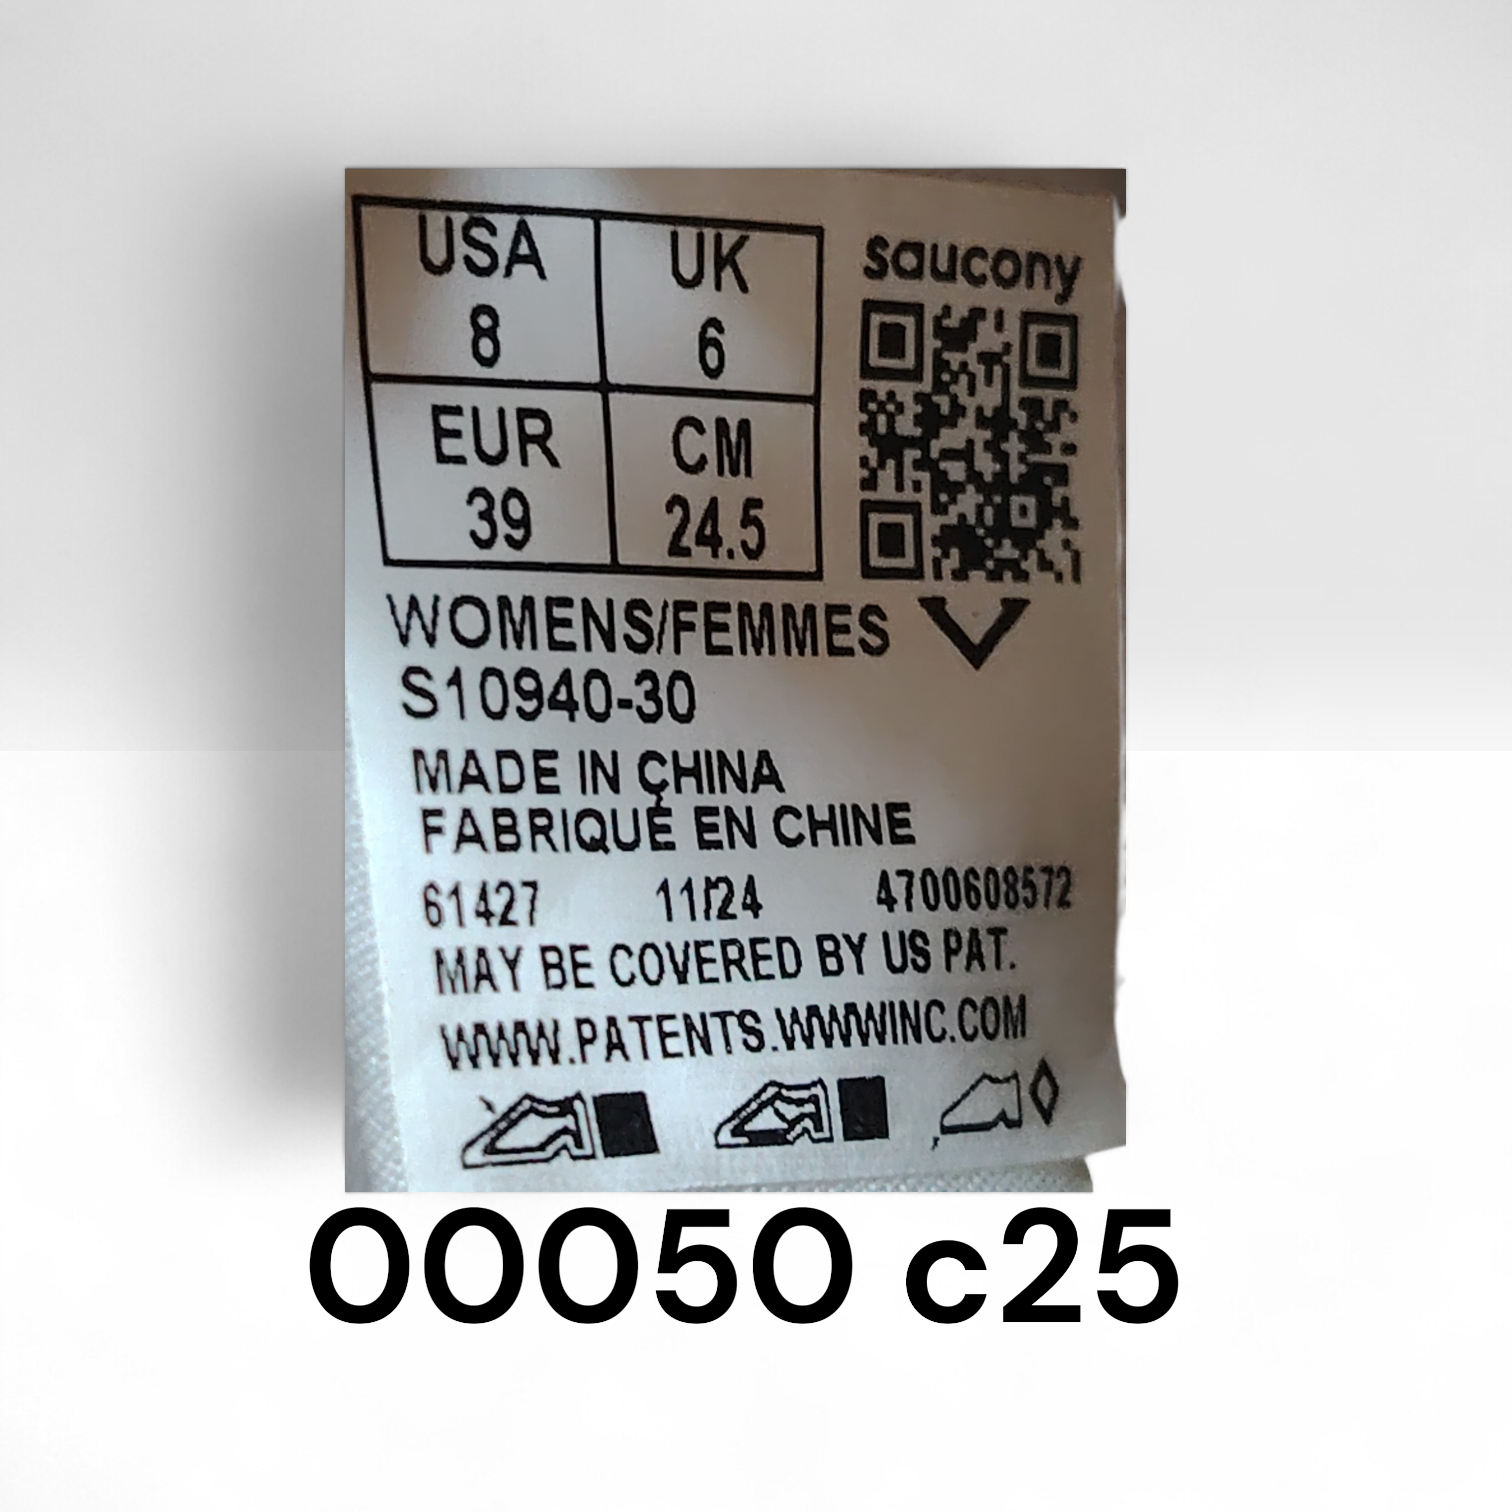 USA UK
8 6
EUR CM
39 24.5
saucony
WOMENS/FEMMES V
S10940-30
MADE IN CHINA
FABRIQUÉ EN CHINE
61427 11/24 4700608572
MAY BE COVERED BY US PAT.
WWW.PATENTS.WWWINC.COM
00050 c25